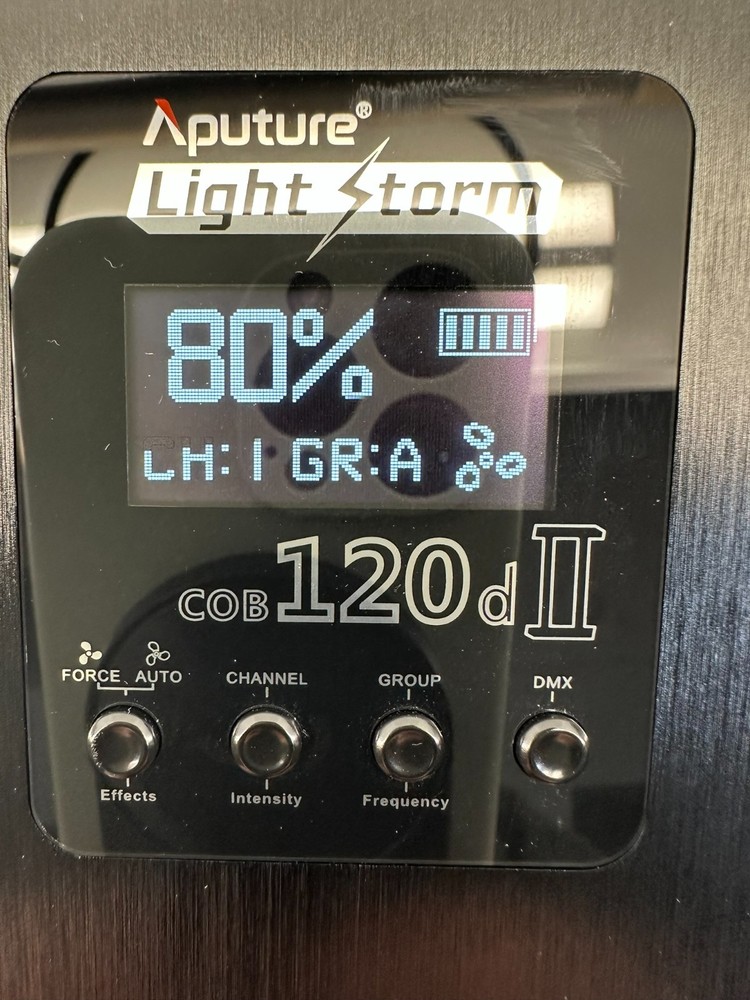 Aputure®
Light Storm
80%
CH:1 GR:A
COB 120d II
FORCE AUTO CHANNEL GROUP DMX
Effects Intensity Frequency